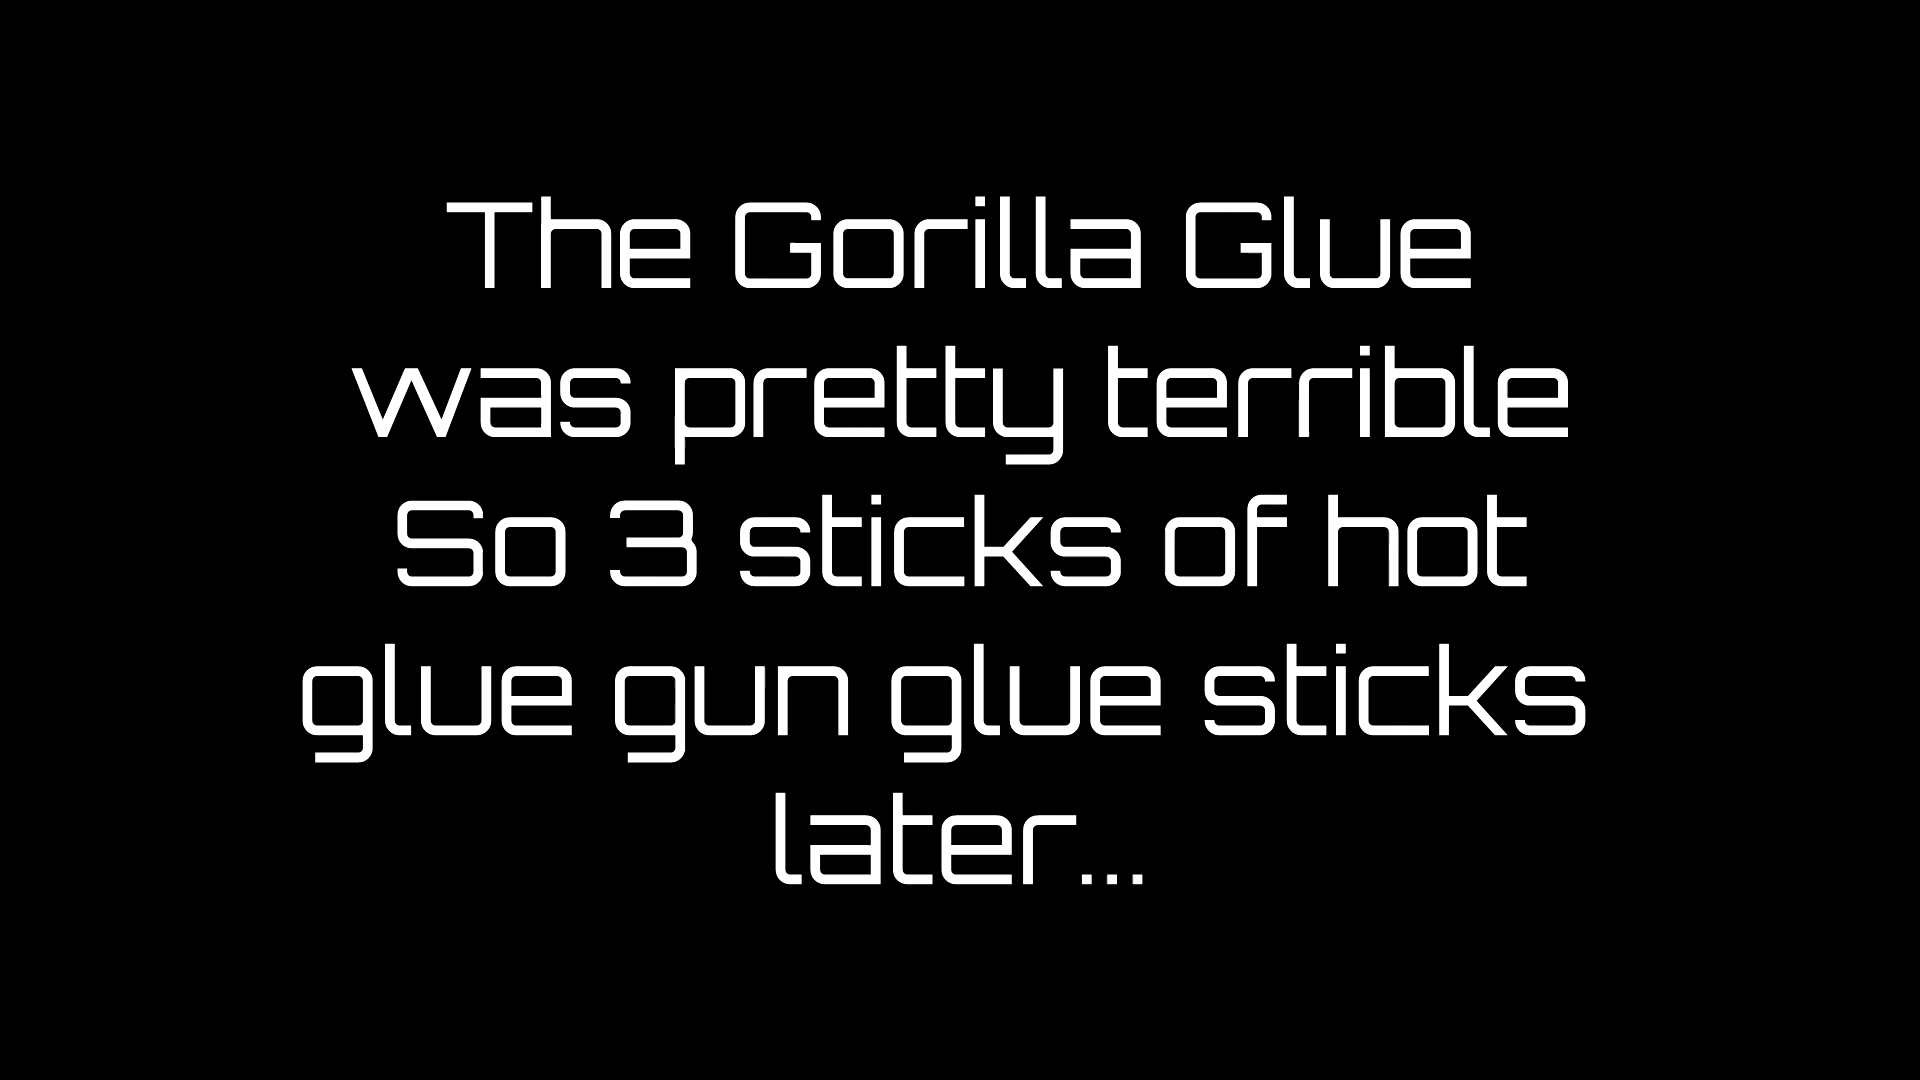 The Gorilla Glue
was pretty terrible
So 3 sticks of hot
glue gun glue sticks
later...